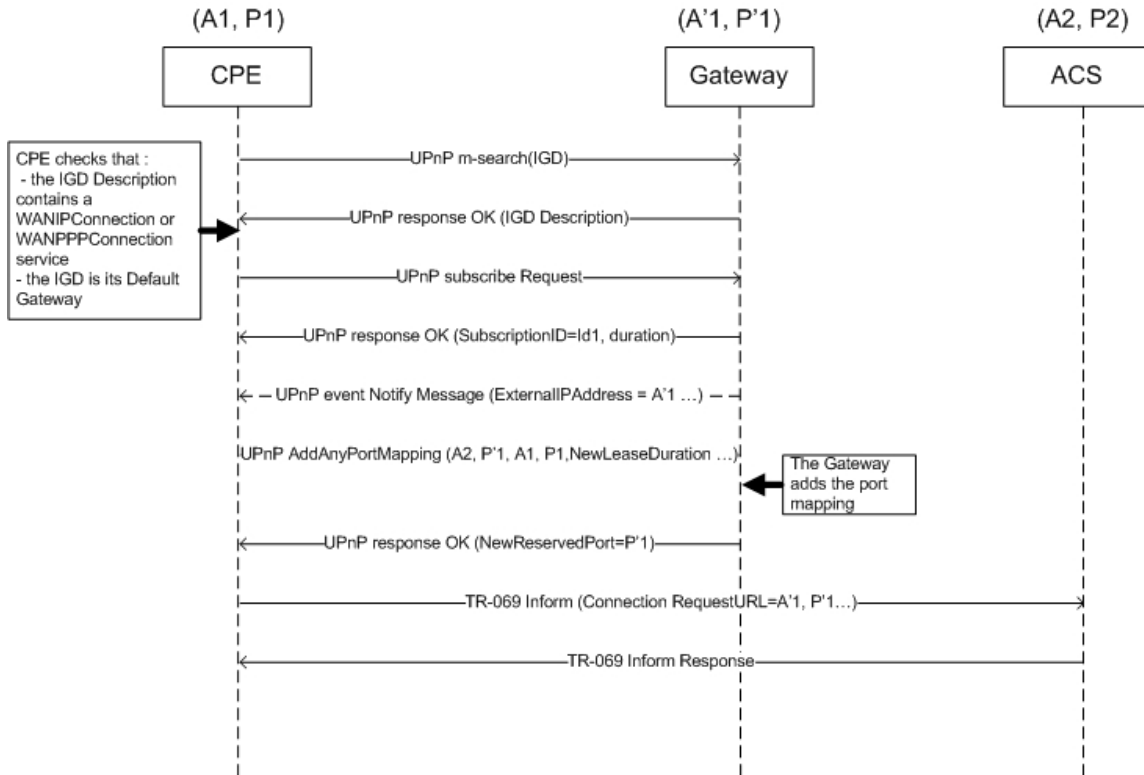 (A1, P1)
(A'1, P'1)
(A2, P2)
CPE
Gateway
ACS
CPE checks that :
- the IGD Description
contains a
WANIPConnection or
WANPPPConnection
service
- the IGD is its Default
Gateway
UPnP m-search(IGD)
UPnP response OK (IGD Description)
UPnP subscribe Request
UPnP response OK (SubscriptionID=Id1, duration)
UPnP event Notify Message (ExternalIPAddress = A'1 ...)
UPnP AddAnyPortMapping (A2, P'1, A1, P1,NewLeaseDuration ...)
The Gateway
adds the port
mapping
UPnP response OK (NewReservedPort=P'1)
TR-069 Inform (Connection RequestURL=A'1, P'1...)
TR-069 Inform Response